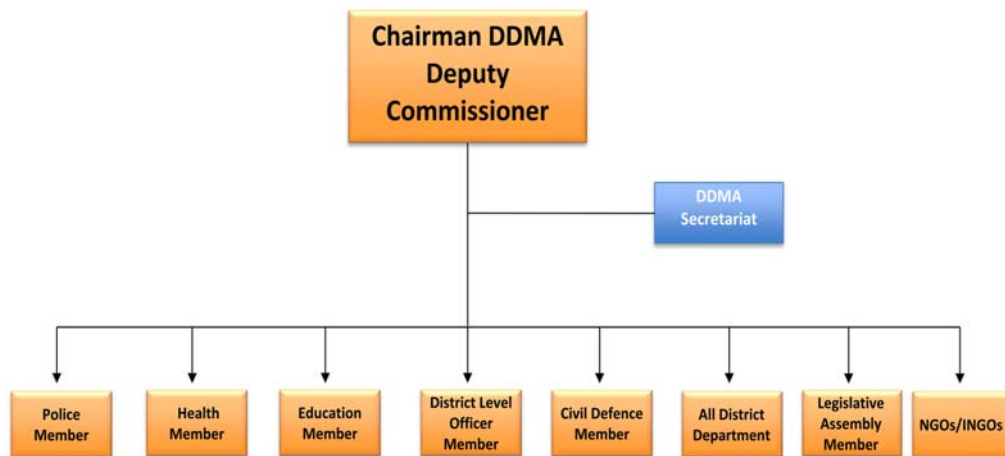 Chairman DDMA
Deputy
Commissioner
DDMA
Secretariat
Police
Member
Health
Member
Education
Member
District Level
Officer
Member
Civil Defence
Member
All District
Department
Legislative
Assembly
Member
NGOs/INGOs